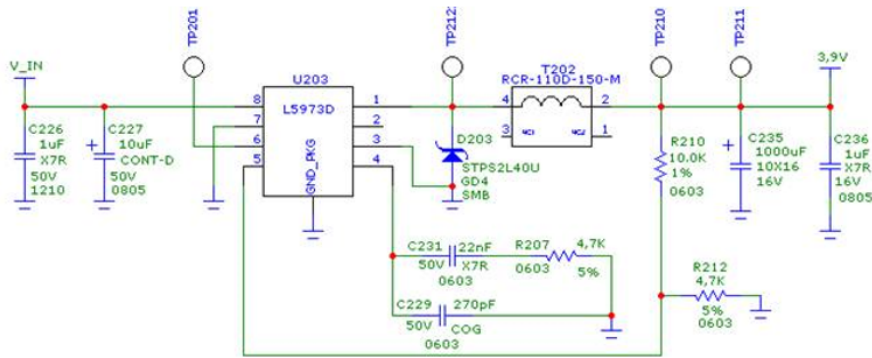 TP201
TP212
TP210
TP211
V_IN
U203
L5973D
T202
RCR-110D-150-M
3,9V
8
7
6
5
1
2
3
4
GND_PKG
4
2
3
1
NC1
NC2
C226
1uF
X7R
50V
1210
C227
10uF
CONT-D
50V
0805
D203
STPS2L40U
GD4
SMB
R210
10.0K
1%
0603
C235
1000uF
10X16
16V
C236
1uF
X7R
16V
0805
C231
22nF
50V
X7R
0603
R207
4,7K
0603
5%
C229
270pF
50V
COG
0603
R212
4,7K
5%
0603